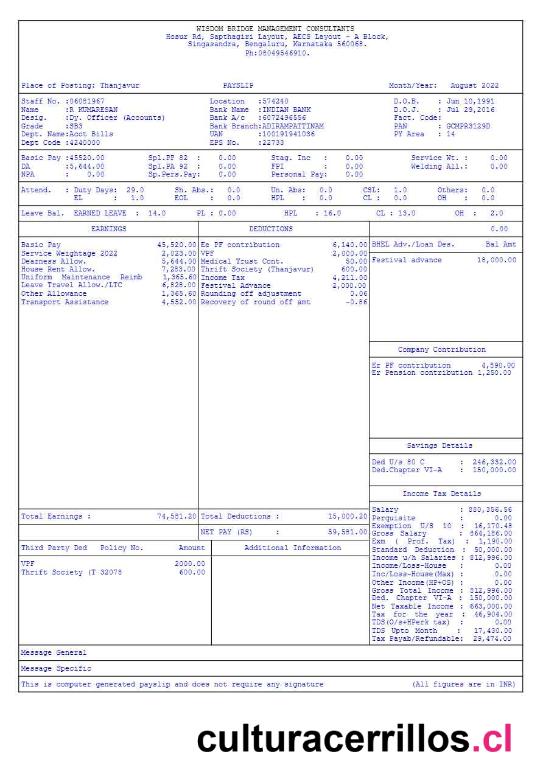 WISDOM BRIDGE MANAGEMENT CONSULTANTS
Hosur Rd, Sapthagiri Layout, AECS Layout - A Block,
Singasandra, Bengaluru, Karnataka 560068.
Ph:08049546910.
Place of Posting: Thanjavur PAYSLIP Month/Year: August 2022
Staff No. :06081967 Location :574240 D.O.B. : Jun 10,1991
Name :R KUMARESAN Bank Name :INDIAN BANK D.O.J. : Jul 29,2016
Desig. :Dy. Officer (Accounts) Bank A/c :6072496556 Fact. Code:
Grade :SB3 Bank Branch:ADIRAMPATTINAM PAN : GCMPR3129D
Dept. Name:Acct Bills UAN :100191941036 PY Area : 14
Dept Code :4240000 EPS No. :22733
Basic Pay :45520.00 Spl.PF 82 : 0.00 Stag. Inc : 0.00 Service Wt. : 0.00
DA :5,644.00 Spl.PA 92 : 0.00 FPI : 0.00 Welding All.: 0.00
NPA : 0.00 Sp.Pers.Pay: 0.00 Personal Pay: 0.00
Attend. : Duty Days: 29.0 Sh. Abs.: 0.0 Un. Abs: 0.0 CSL: 1.0 Others: 0.0
EL : 1.0 EOL : 0.0 HPL : 0.0 CL : 0.0 OH : 0.0
Leave Bal. EARNED LEAVE : 14.0 PL : 0.00 HPL : 16.0 CL : 13.0 OH : 2.0
EARNINGS DEDUCTIONS 0.00
Basic Pay 45,520.00 Ee PF contribution 6,140.00 BHEL Adv./Loan Des. Bal Amt
Service Weightage 2022 2,023.00 VPF 2,000.00
Dearness Allow. 5,644.00 Medical Trust Cont. 50.00 Festival advance 18,000.00
House Rent Allow. 7,283.00 Thrift Society (Thanjavur) 600.00
Uniform Maintenance Reimb 1,365.60 Income Tax 4,211.00
Leave Travel Allow./LTC 6,828.00 Festival Advance 2,000.00
Other Allowance 1,365.60 Rounding off adjustment 0.06
Transport Assistance 4,552.00 Recovery of round off amt -0.86
Company Contribution
Er PF contribution 4,890.00
Er Pension contribution 1,250.00
Savings Details
Ded U/s 80 C : 246,332.00
Ded.Chapter VI-A : 150,000.00
Income Tax Details
Total Earnings : 74,581.20 Total Deductions : 15,000.20
NET PAY (RS) : 59,581.00
Salary : 880,356.56
Perquisite : 0.00
Exemption U/S 10 : 16,170.48
Gross Salary : 864,186.00
Exm ( Prof. Tax) : 1,190.00
Standard Deduction : 50,000.00
Income u/h Salaries : 812,996.00
Income/Loss-House : 0.00
Inc/Loss-House(Max) : 0.00
Other Income(HP+OS) : 0.00
Gross Total Income : 812,996.00
Ded. Chapter VI-A : 150,000.00
Net Taxable Income : 663,000.00
Tax for the year : 46,904.00
TDS(O/s+HPerk tax) : 0.00
TDS Upto Month : 17,430.00
Tax Payab/Refundable: 29,474.00
Third Party Ded Policy No. Amount Additional Information
VPF 2000.00
Thrift Society (T 32078 600.00
Message General
Message Specific
This is computer generated payslip and does not require any signature (All figures are in INR)
culturacerrillos.cl